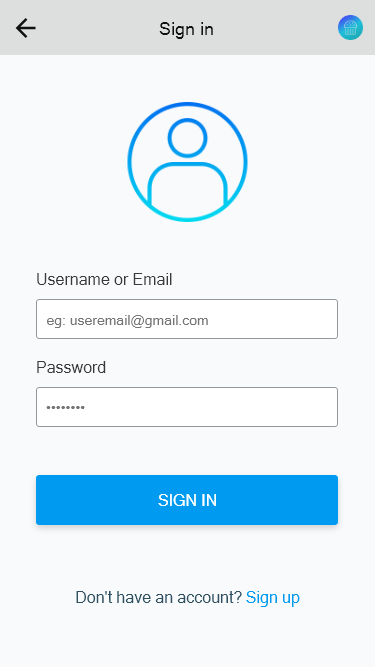 Sign in
Username or Email
eg: useremail@gmail.com
Password
••••••••
SIGN IN
Don't have an account? Sign up